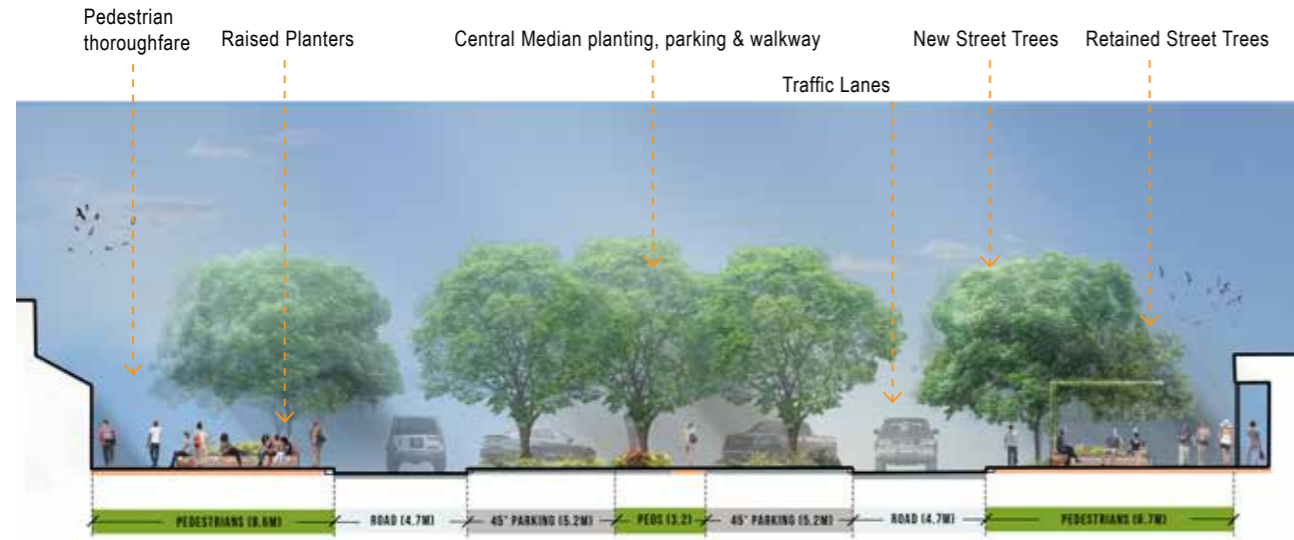 Pedestrian
thoroughfare
Raised Planters
Central Median planting, parking & walkway
Traffic Lanes
New Street Trees
Retained Street Trees
PEDESTRIANS (8.6M)
ROAD (4.7M)
45° PARKING (5.2M)
PEDS (3.2)
45° PARKING (5.2M)
ROAD (4.7M)
PEDESTRIANS (8.7M)